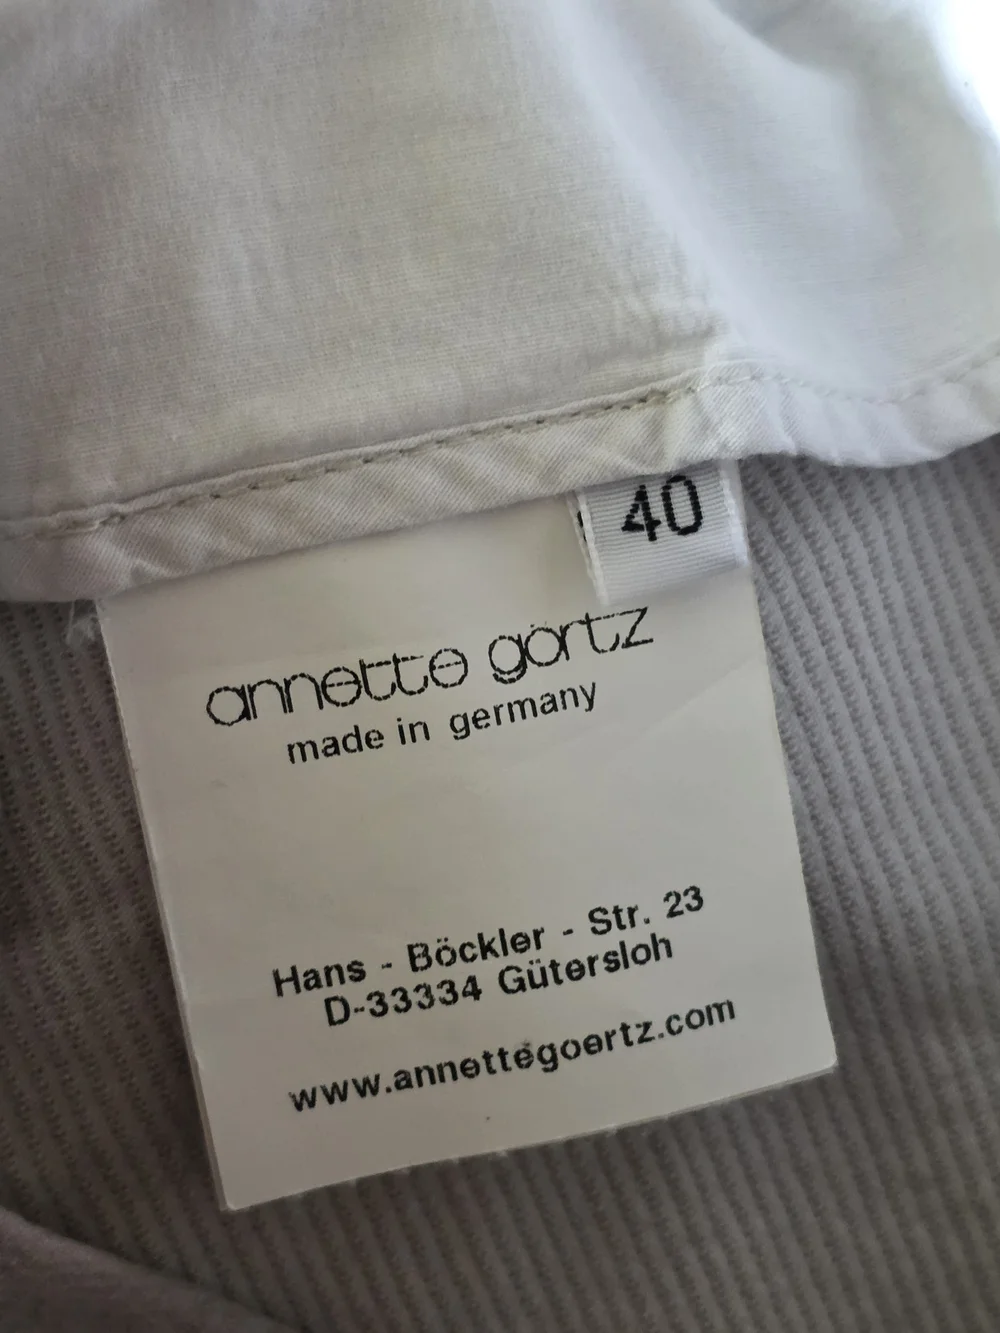 40
annette görtz
made in germany
Hans - Böckler - Str. 23
D-33334 Gütersloh
www.annettegoertz.com